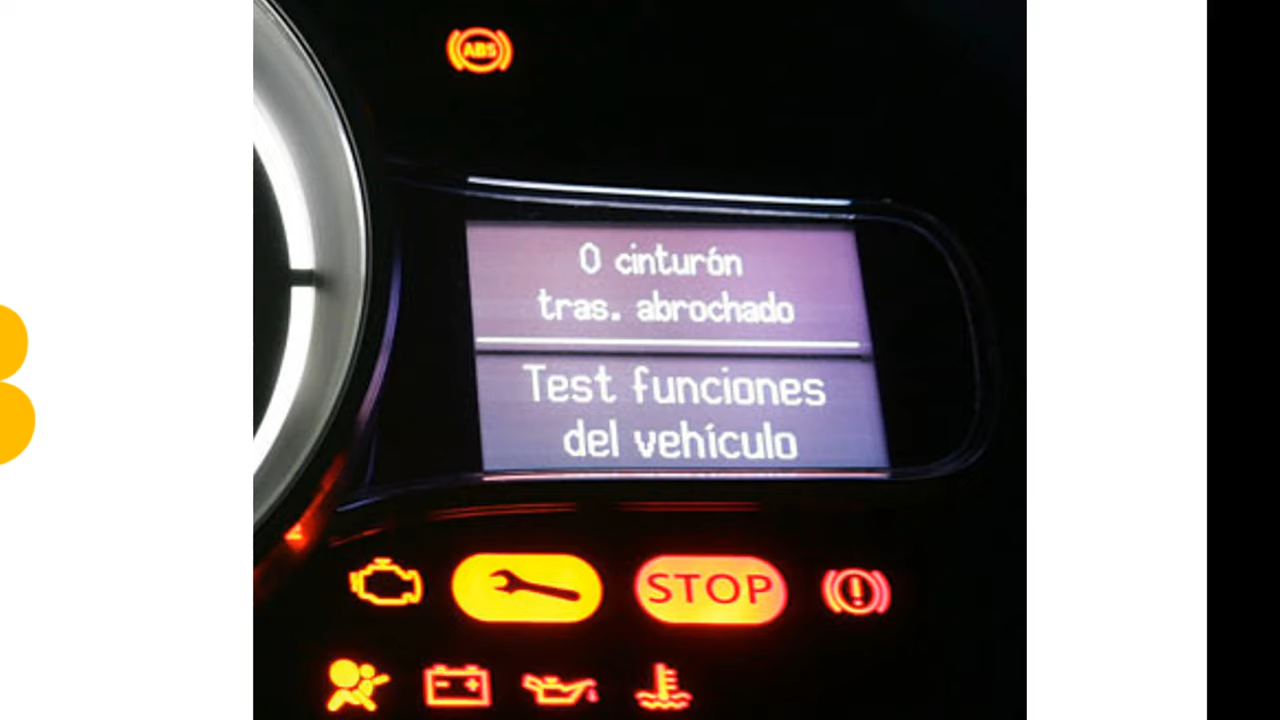 ABS
0 cinturón
tras. abrochado
Test funciones
del vehículo
STOP